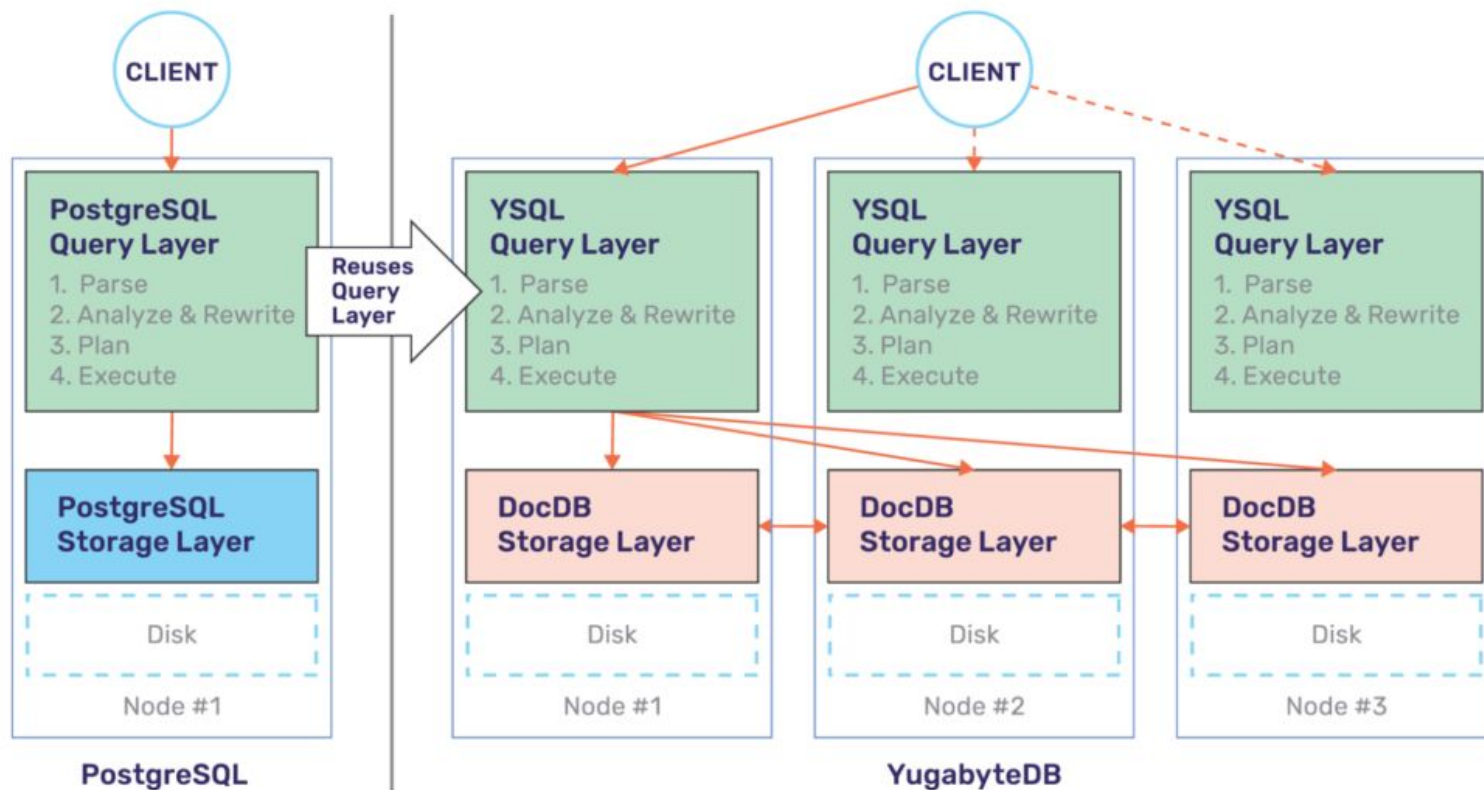 CLIENT
PostgreSQL
Query Layer
1. Parse
2. Analyze & Rewrite
3. Plan
4. Execute
PostgreSQL
Storage Layer
Disk
Node #1
PostgreSQL
Reuses
Query
Layer
CLIENT
YSQL
Query Layer
1. Parse
2. Analyze & Rewrite
3. Plan
4. Execute
DocDB
Storage Layer
Disk
Node #1
YSQL
Query Layer
1. Parse
2. Analyze & Rewrite
3. Plan
4. Execute
DocDB
Storage Layer
Disk
Node #2
YSQL
Query Layer
1. Parse
2. Analyze & Rewrite
3. Plan
4. Execute
DocDB
Storage Layer
Disk
Node #3
YugabyteDB